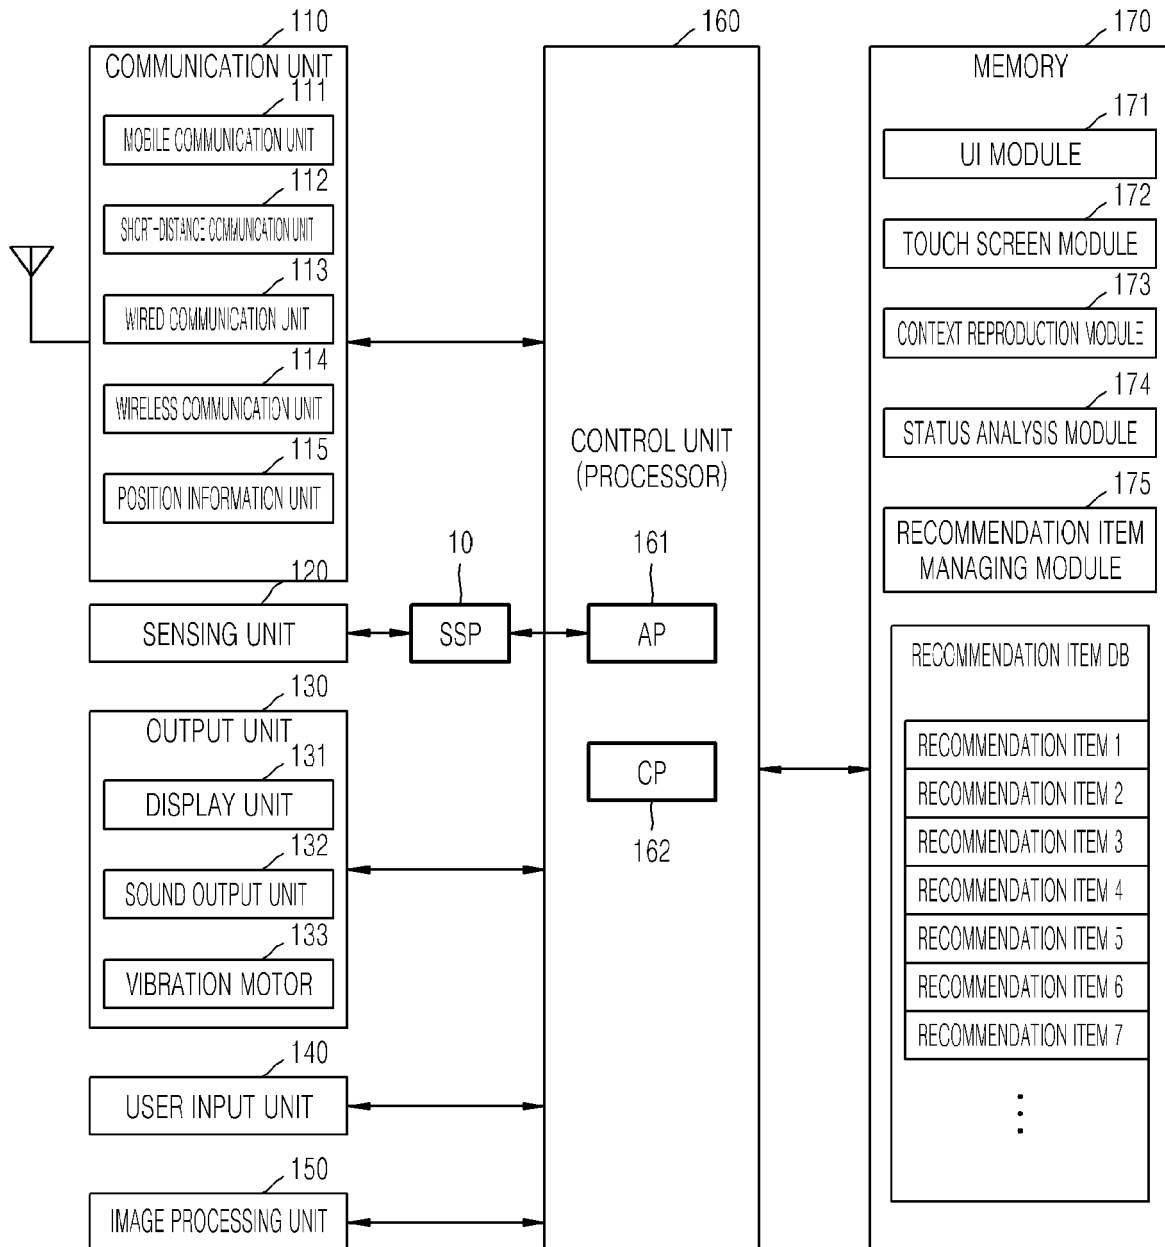 110
COMMUNICATION UNIT
111
MOBILE COMMUNICATION UNIT
112
SHORT-DISTANCE COMMUNICATION UNIT
113
WIRED COMMUNICATION UNIT
114
WIRELESS COMMUNICATION UNIT
115
POSITION INFORMATION UNIT
120
SENSING UNIT
10
SSP
130
OUTPUT UNIT
131
DISPLAY UNIT
132
SOUND OUTPUT UNIT
133
VIBRATION MOTOR
140
USER INPUT UNIT
150
IMAGE PROCESSING UNIT
160
CONTROL UNIT
(PROCESSOR)
161
AP
CP
162
170
MEMORY
171
UI MODULE
172
TOUCH SCREEN MODULE
173
CONTEXT REPRODUCTION MODULE
174
STATUS ANALYSIS MODULE
175
RECOMMENDATION ITEM
MANAGING MODULE
RECOMMENDATION ITEM DB
RECOMMENDATION ITEM 1
RECOMMENDATION ITEM 2
RECOMMENDATION ITEM 3
RECOMMENDATION ITEM 4
RECOMMENDATION ITEM 5
RECOMMENDATION ITEM 6
RECOMMENDATION ITEM 7